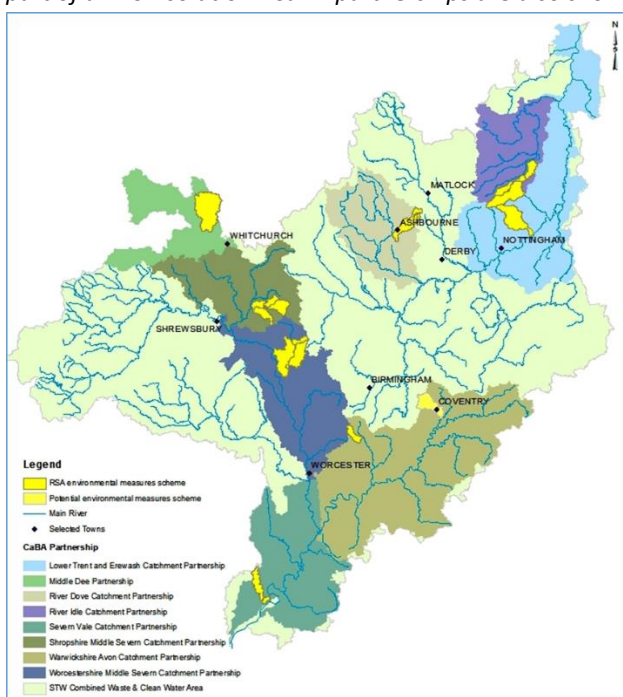 N
MATLOCK
ASHBOURNE
WHITCHURCH
DERBY
NOTTINGHAM
SHREWSBURY
BIRMINGHAM
COVENTRY
WORCESTER
Legend
RSA environmental measures scheme
Potential environmental measures scheme
Main River
Selected Towns
CaBA Partnership
Lower Trent and Erewash Catchment Partnership
Middle Dee Partnership
River Dove Catchment Partnership
River Idle Catchment Partnership
Severn Vale Catchment Partnership
Shropshire Middle Severn Catchment Partnership
Warwickshire Avon Catchment Partnership
Worcestershire Middle Severn Catchment Partnership
STW Combined Waste & Clean Water Area